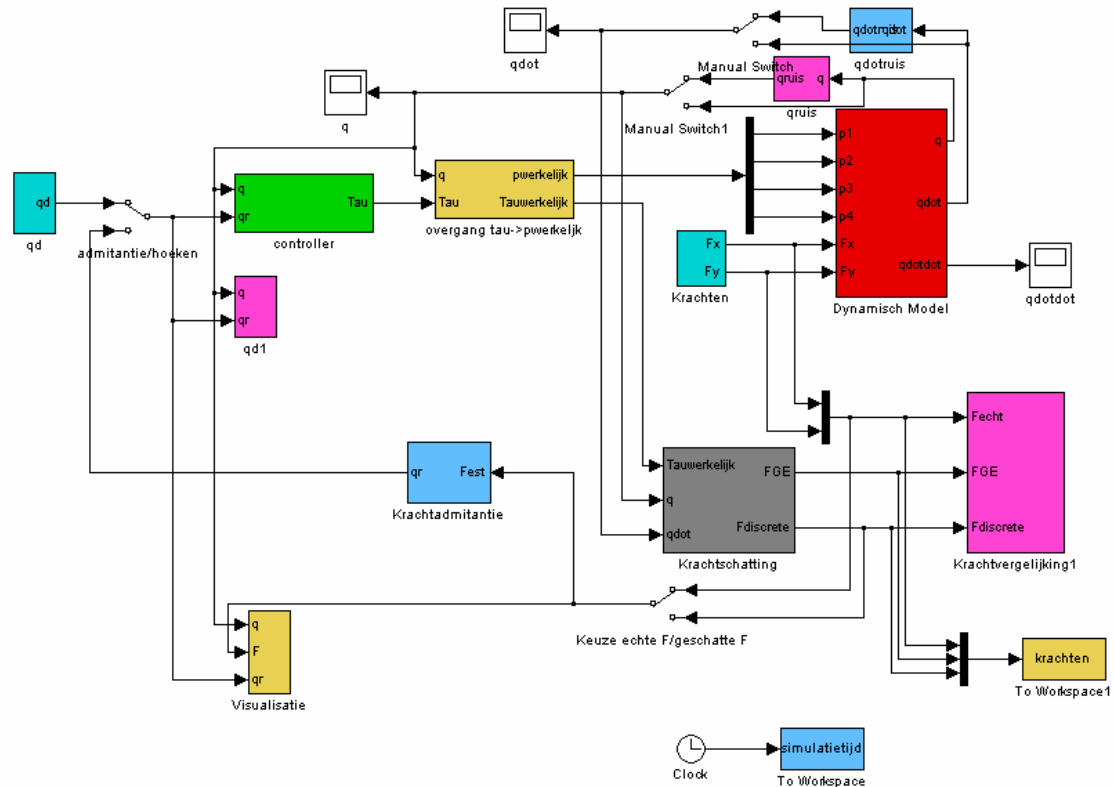 qdot
Manual Switch
qdotruis
q
Manual Switch1
qruis
q
qruis
p1
p2
p3
p4
Fx
Fy
q
qdot
qdotdot
Dynamisch Model
qdotdot
qd
qd
admitantie/hoeken
q
qr
Tau
controller
q
Tau
pwerkelijk
Tauwerkelijk
overgang tau->pwerkelijk
Fx
Fy
Krachten
q
qr
qd1
qr
Fest
Krachtadmitantie
Tauwerkelijk
q
qdot
FGE
Fdiscrete
Krachtschatting
Fecht
FGE
Fdiscrete
Krachtvergelijking1
Keuze echte F/geschatte F
q
F
qr
Visualisatie
krachten
To Workspace1
Clock
simulatietijd
To Workspace